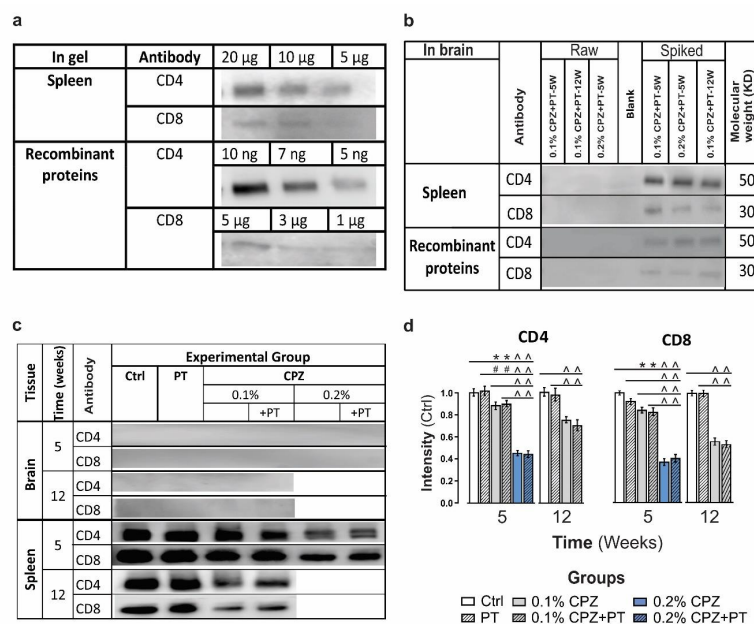 a
In gel Antibody 20 µg 10 µg 5 µg
Spleen CD4
CD8
Recombinant proteins CD4 10 ng 7 ng 5 ng
CD8 5 µg 3 µg 1 µg
b
In brain Raw Spiked
Antibody 0.1% CPZ+PT-5W 0.1% CPZ+PT-12W 0.2% CPZ+PT-5W Blank 0.1% CPZ+PT-5W 0.2% CPZ+PT-5W 0.1% CPZ+PT-12W Molecular weight (KD)
Spleen CD4 50
CD8 30
Recombinant proteins CD4 50
CD8 30
c
Tissue Time (weeks) Antibody Experimental Group
Ctrl PT CPZ
0.1% 0.2%
+PT +PT
Brain 5 CD4
CD8
12 CD4
CD8
Spleen 5 CD4
CD8
12 CD4
CD8
d
CD4 CD8
* * ^ ^
# # ^ ^ ^ ^
^ ^ ^ ^
^ ^
* * ^ ^
^ ^ ^ ^
^ ^ ^ ^
^ ^
Intensity (Ctrl)
1.0
0.8
0.6
0.4
0.2
0.0
5 12 5 12
Time (Weeks)
Groups
Ctrl 0.1% CPZ 0.2% CPZ
PT 0.1% CPZ+PT 0.2% CPZ+PT